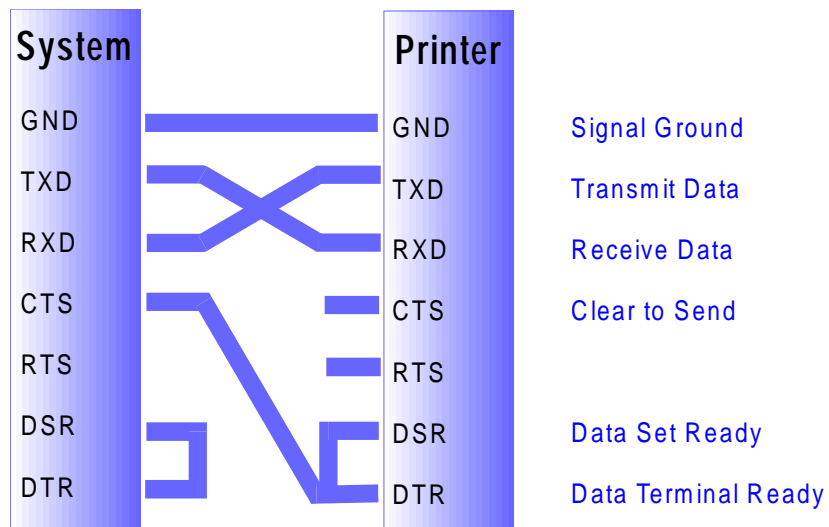 System Printer
GND GND Signal Ground
TXD TXD Transmit Data
RXD RXD Receive Data
CTS CTS Clear to Send
RTS RTS
DSR DSR Data Set Ready
DTR DTR Data Terminal Ready